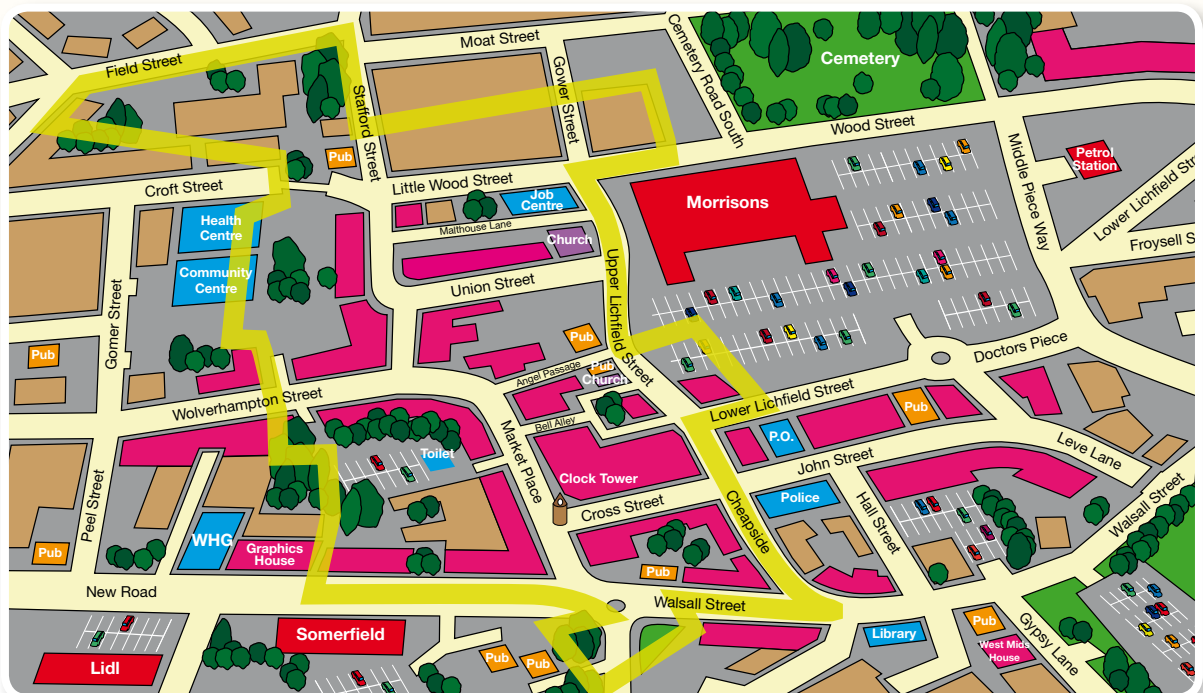 Moat Street
Cemetery Road South
Cemetery
Field Street
Gower Street
Stafford Street
Wood Street
Middle Piece Way
Petrol
Station
Lower Lichfield Str
Froysell S
Pub
Croft Street
Little Wood Street
Job
Centre
Morrisons
Health
Centre
Malthouse Lane
Church
Community
Centre
Union Street
Upper Lichfield Street
Gomer Street
Pub
Pub
Doctors Piece
Angel Passage
Pub
Church
Wolverhampton Street
Lower Lichfield Street
Pub
Bell Alley
P.O.
Leve Lane
Market Place
Toilet
John Street
Clock Tower
Peel Street
Cross Street
Cheapside
Police
Hall Street
Walsall Street
Pub
WHG
Graphics
House
Pub
New Road
Walsall Street
Somerfield
Library
Pub
West Mids
House
Gypsy Lane
Lidl
Pub
Pub